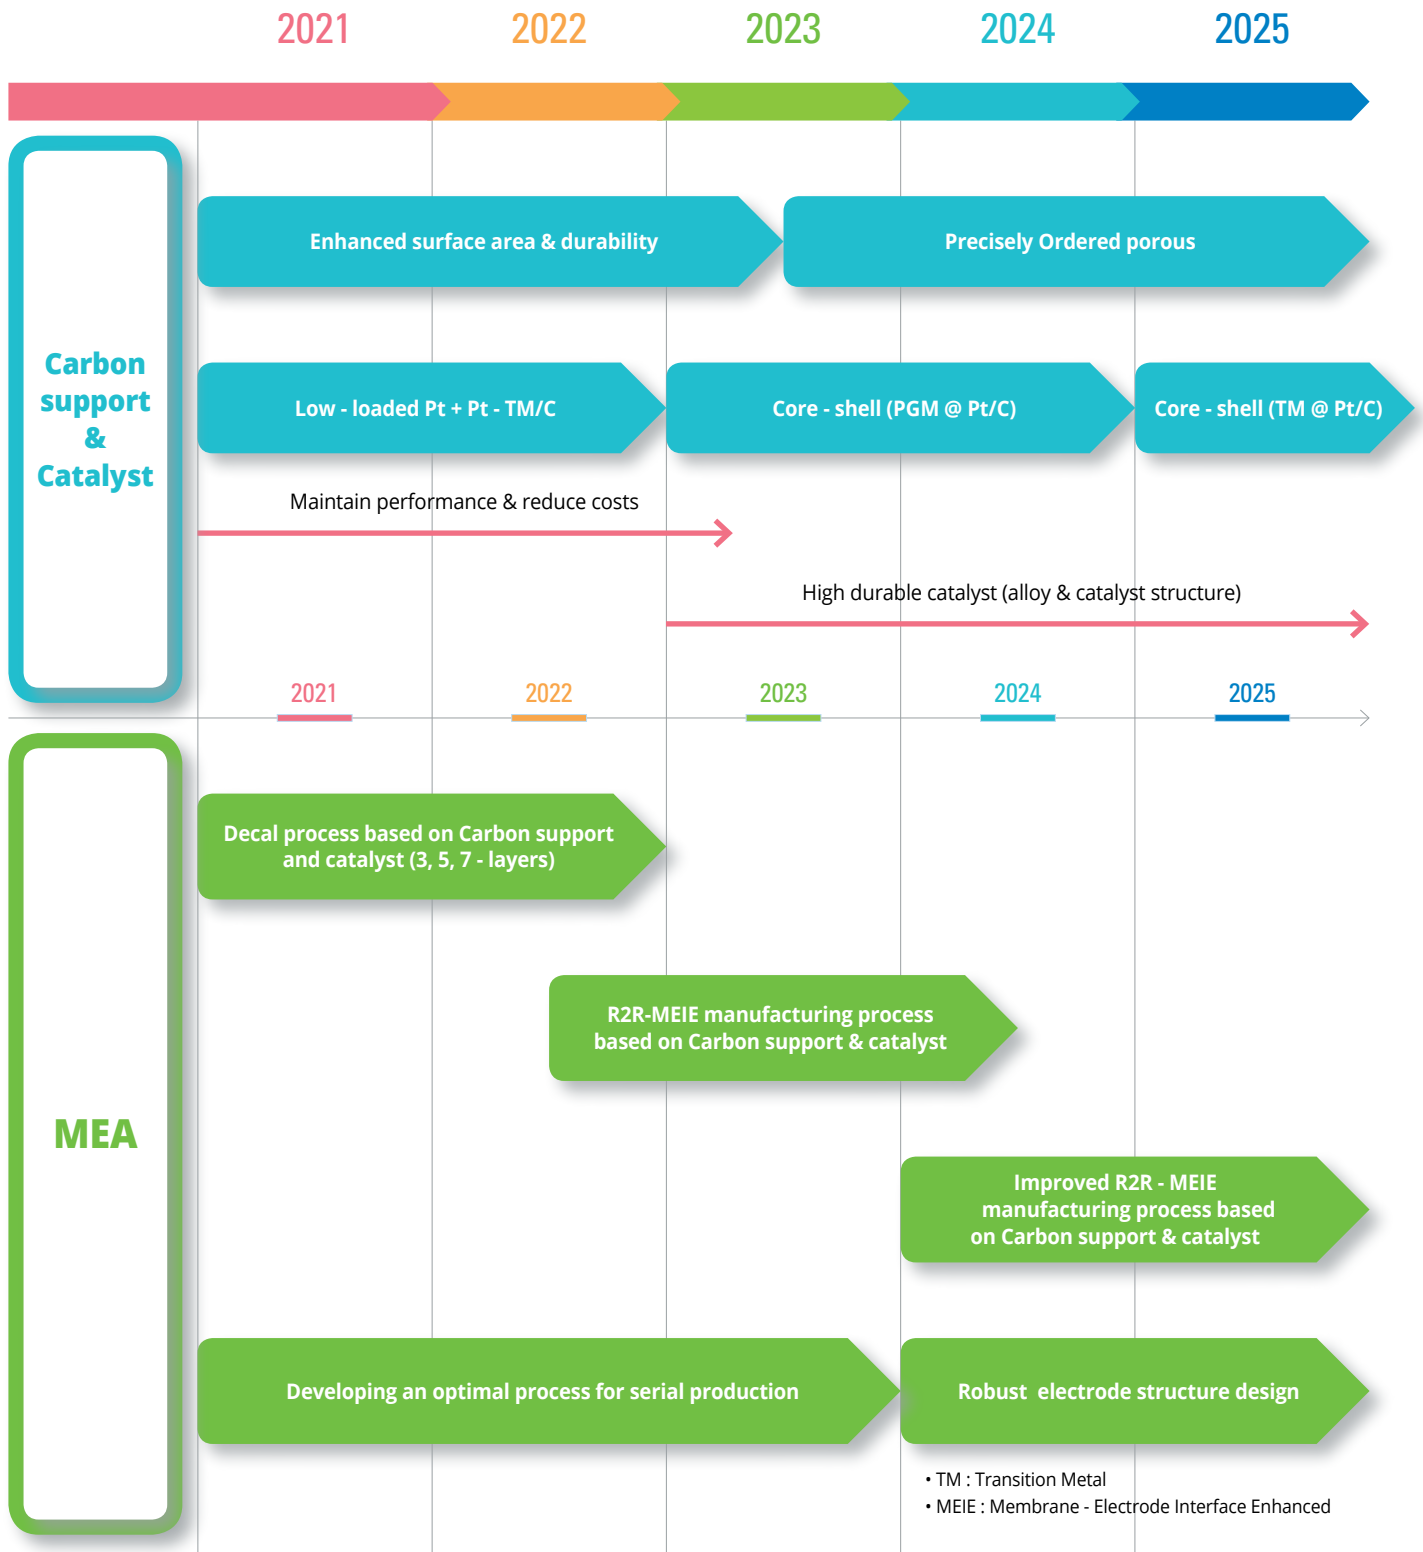 2021 2022 2023 2024 2025
Enhanced surface area & durability
Precisely Ordered porous
Carbon
support
&
Catalyst
Low - loaded Pt + Pt - TM/C
Core - shell (PGM @ Pt/C)
Core - shell (TM @ Pt/C)
Maintain performance & reduce costs
High durable catalyst (alloy & catalyst structure)
2021 2022 2023 2024 2025
MEA
Decal process based on Carbon support
and catalyst (3, 5, 7 - layers)
R2R-MEIE manufacturing process
based on Carbon support & catalyst
Improved R2R - MEIE
manufacturing process based
on Carbon support & catalyst
Developing an optimal process for serial production
Robust electrode structure design
• TM : Transition Metal
• MEIE : Membrane - Electrode Interface Enhanced